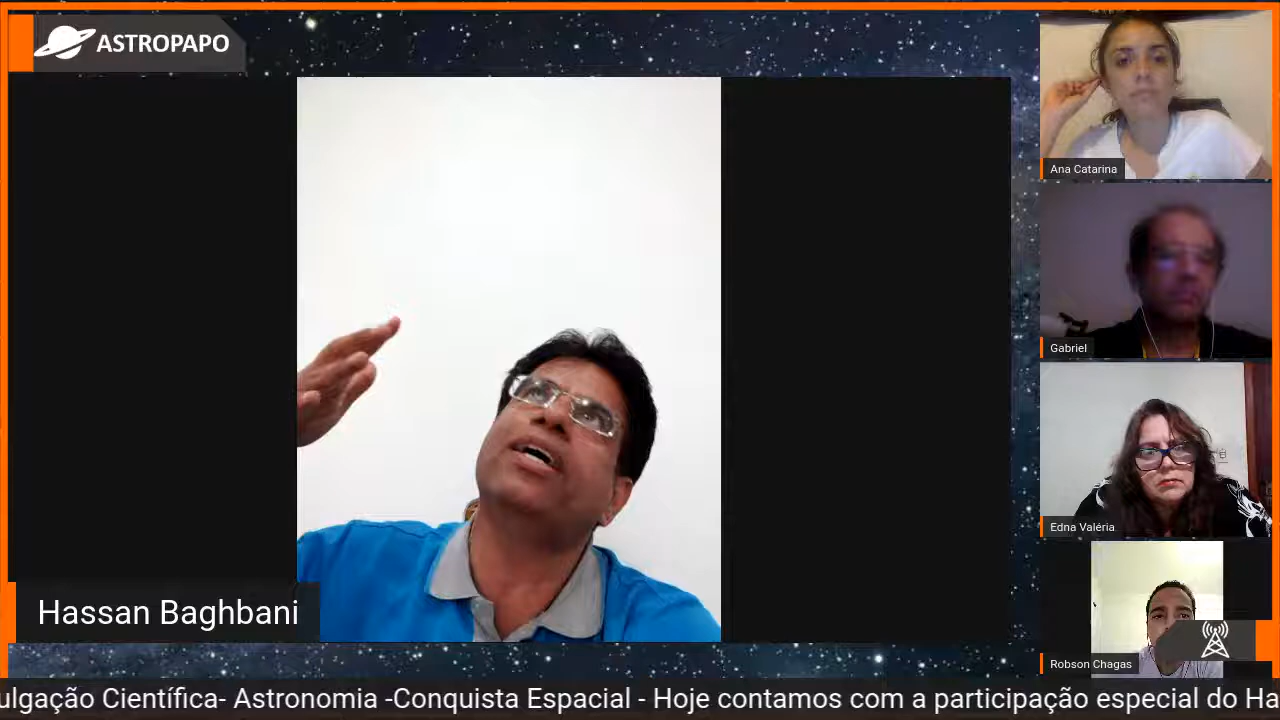 ASTROPAPO
Ana Catarina
Gabriel
Edna Valéria
Hassan Baghbani
Robson Chagas
ulgação Científica- Astronomia -Conquista Espacial - Hoje contamos com a participação especial do Ha